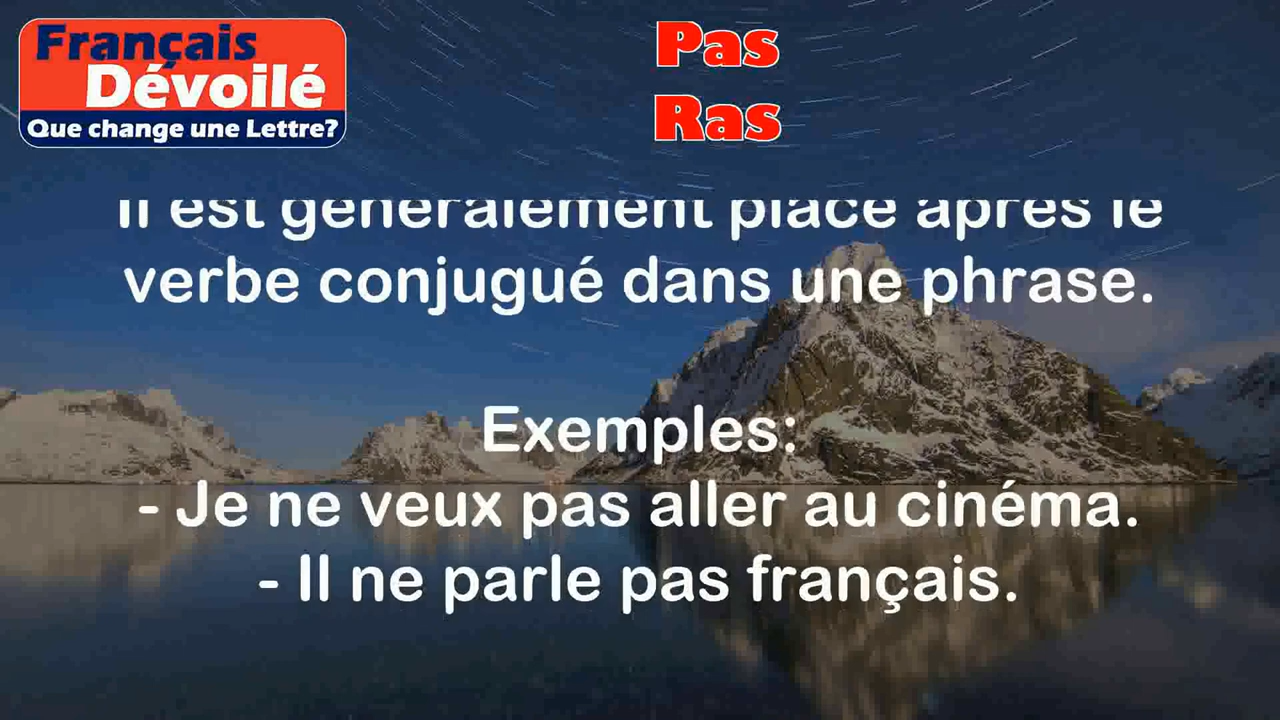 Français
Dévoilé
Que change une Lettre?
Pas
Ras
Il est généralement placé après le
verbe conjugué dans une phrase.
Exemples:
- Je ne veux pas aller au cinéma.
- Il ne parle pas français.